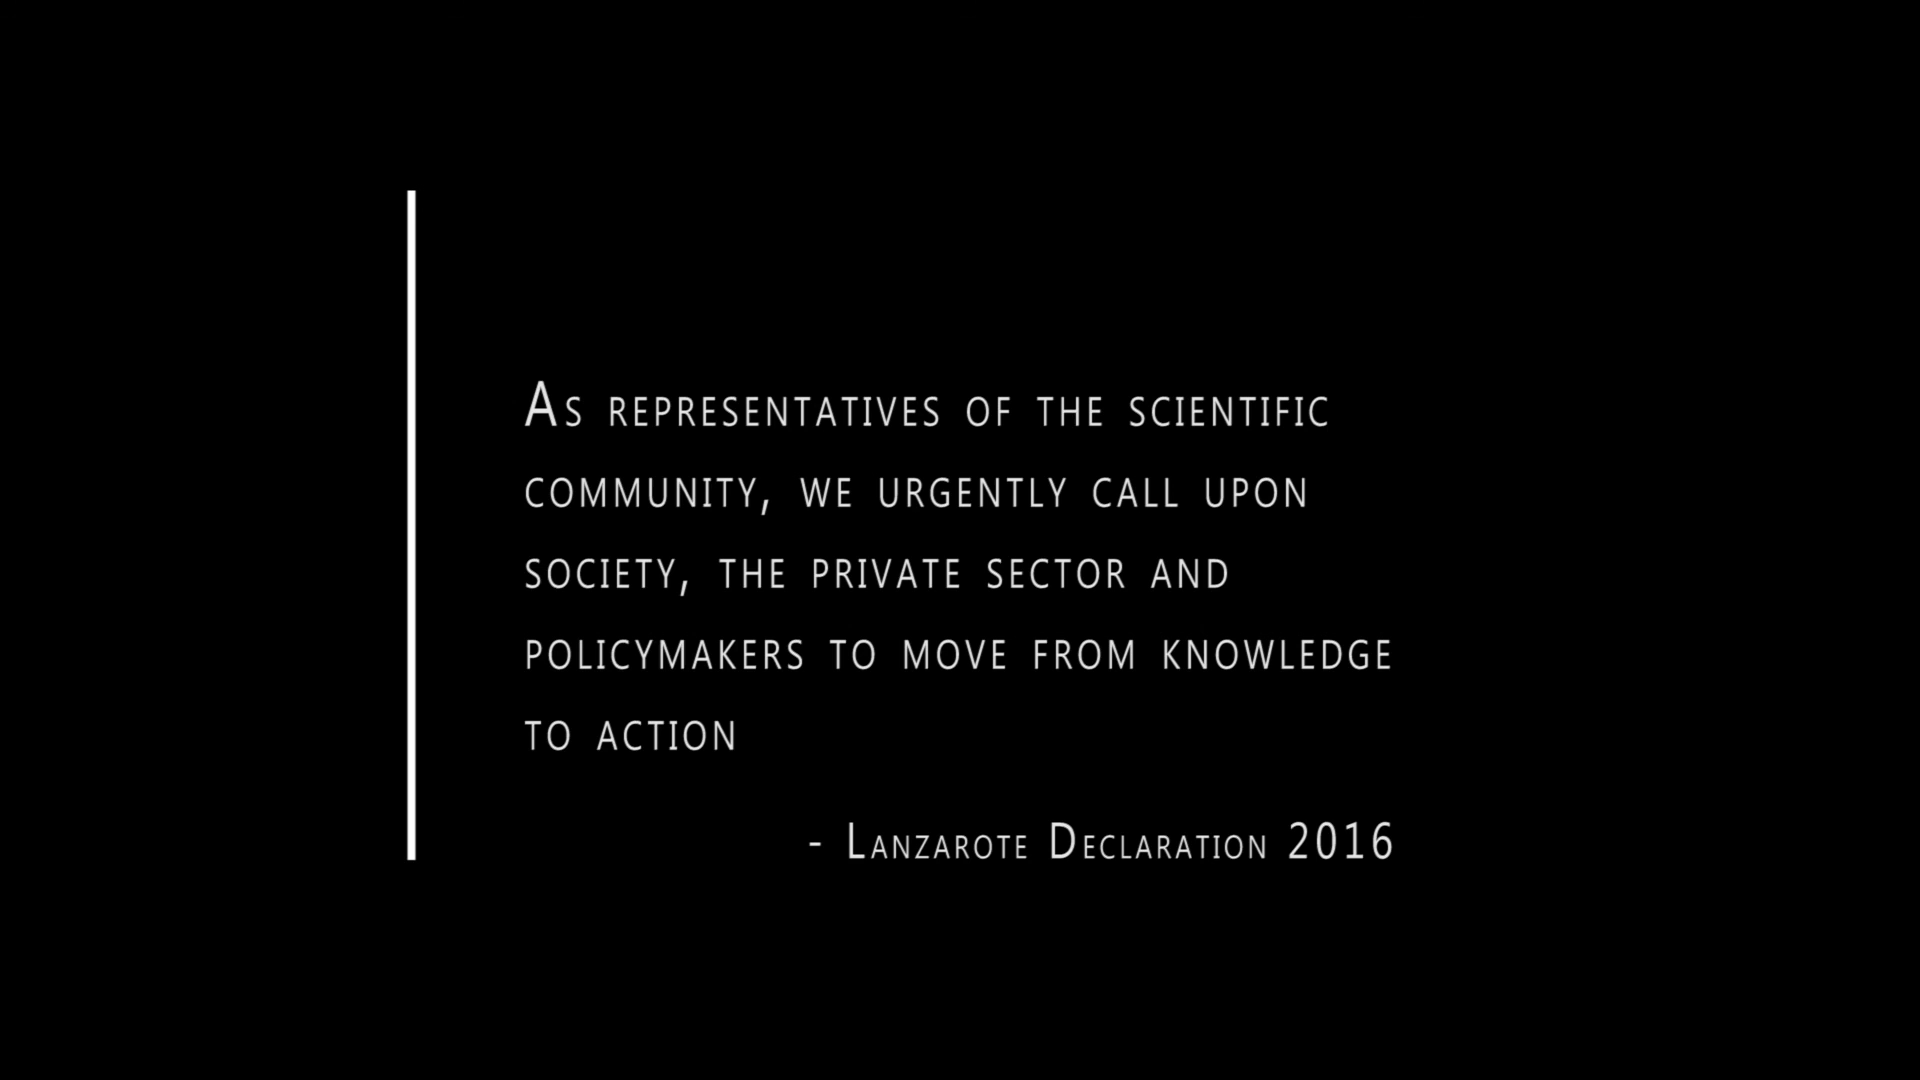 As representatives of the scientific
community, we urgently call upon
society, the private sector and
policymakers to move from knowledge
to action
- Lanzarote Declaration 2016